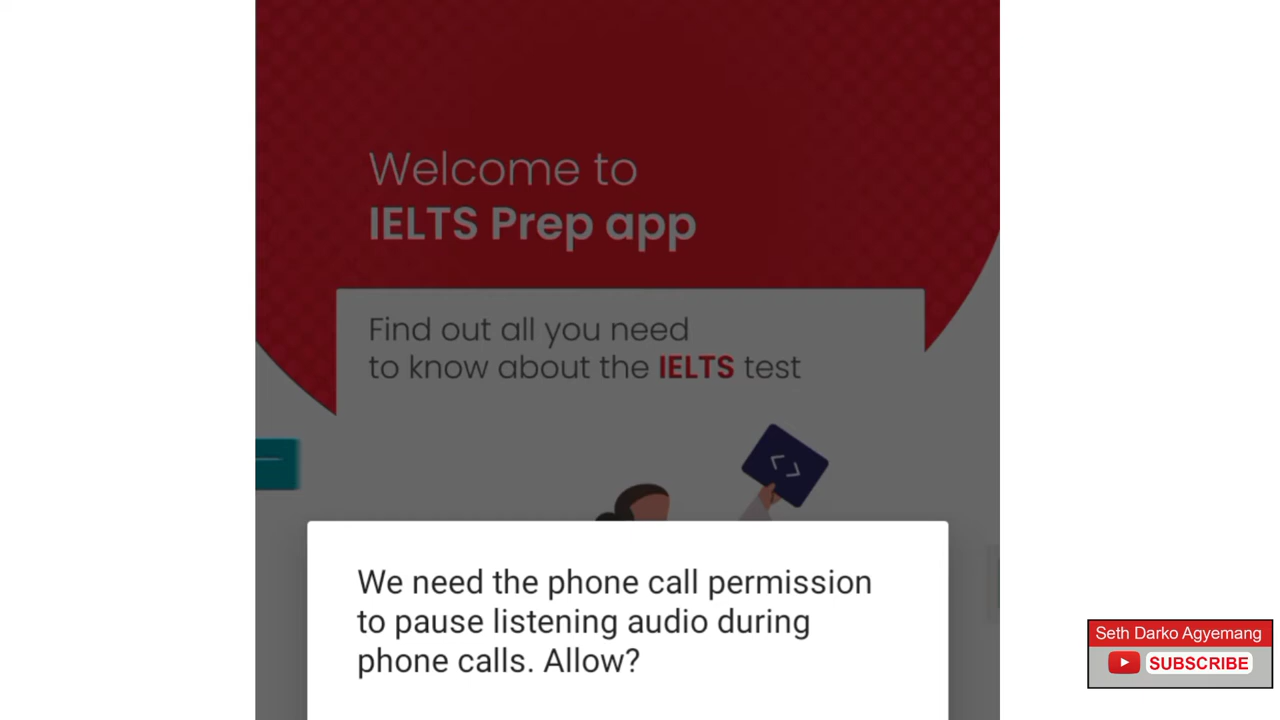 Welcome to
IELTS Prep app
Find out all you need
to know about the IELTS test
We need the phone call permission
to pause listening audio during
phone calls. Allow?
Seth Darko Agyemang
SUBSCRIBE